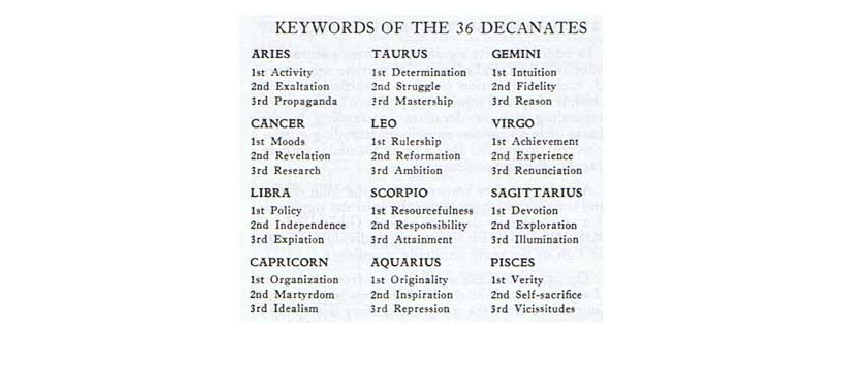 KEYWORDS OF THE 36 DECANATES
ARIES
1st Activity
2nd Exaltation
3rd Propaganda
TAURUS
1st Determination
2nd Struggle
3rd Mastership
GEMINI
1st Intuition
2nd Fidelity
3rd Reason
CANCER
1st Moods
2nd Revelation
3rd Research
LEO
1st Rulership
2nd Reformation
3rd Ambition
VIRGO
1st Achievement
2nd Experience
3rd Renunciation
LIBRA
1st Policy
2nd Independence
3rd Expiation
SCORPIO
1st Resourcefulness
2nd Responsibility
3rd Attainment
SAGITTARIUS
1st Devotion
2nd Exploration
3rd Illumination
CAPRICORN
1st Organization
2nd Martyrdom
3rd Idealism
AQUARIUS
1st Originality
2nd Inspiration
3rd Repression
PISCES
1st Verity
2nd Self-sacrifice
3rd Vicissitudes